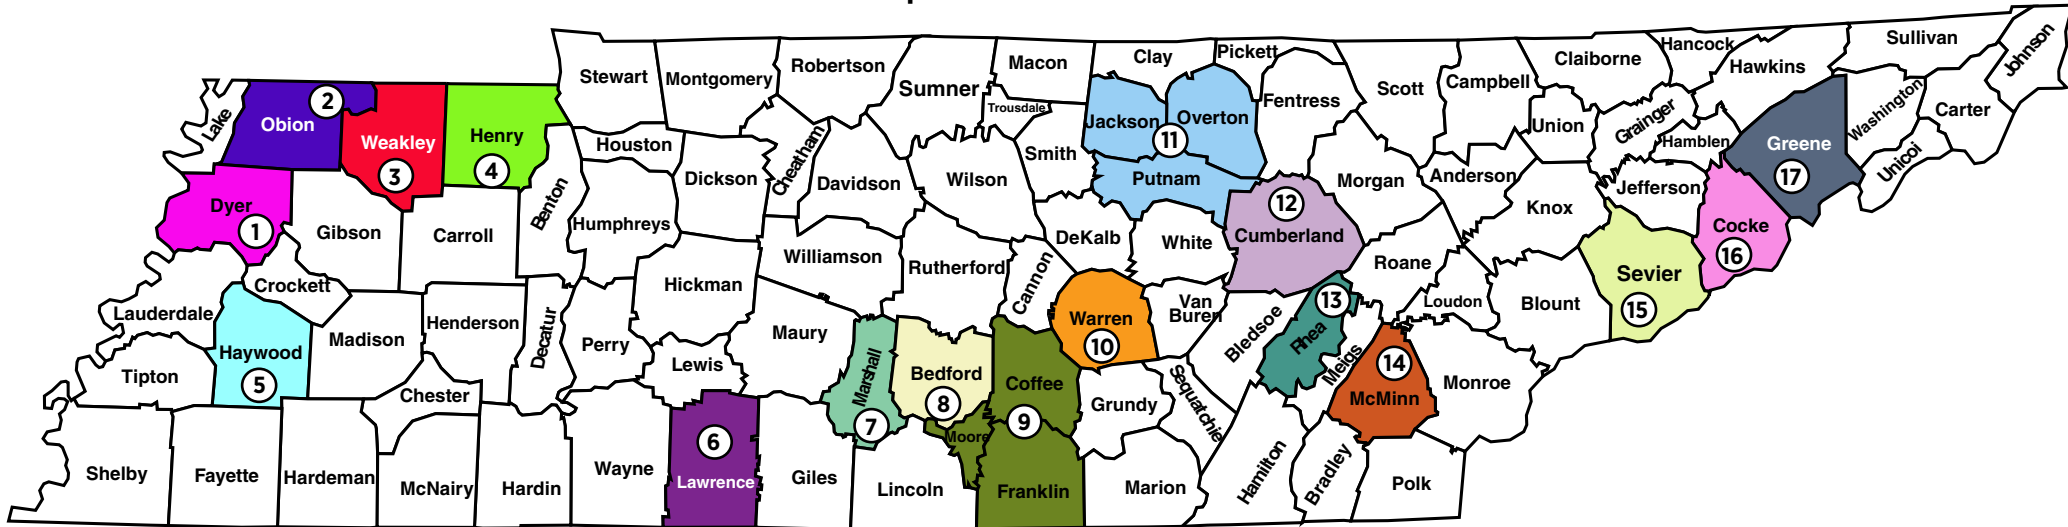 Stewart
Montgomery
Robertson
Sumner
Macon
Trousdale
Clay
Pickett
Fentress
Scott
Campbell
Claiborne
Hancock
Hawkins
Sullivan
Johnson
Lake
Obion
2
Weakley
3
Henry
4
Houston
Dickson
Cheatham
Davidson
Wilson
Smith
Jackson
Overton
11
Putnam
Morgan
Anderson
Union
Grainger
Hamblen
Greene
17
Washington
Carter
Unicoi
Dyer
1
Gibson
Carroll
Benton
Humphreys
Williamson
Rutherford
Cannon
DeKalb
White
12
Cumberland
Roane
Loudon
Knox
Jefferson
Cocke
16
Sevier
15
Blount
Lauderdale
Crockett
Haywood
5
Madison
Henderson
Decatur
Perry
Hickman
Lewis
Maury
Marshall
7
Bedford
8
Coffee
9
Moore
Warren
10
Van
Buren
Bledsoe
13
Rhea
Meigs
14
McMinn
Monroe
Tipton
Chester
Grundy
Sequatchie
Shelby
Fayette
Hardeman
McNairy
Hardin
Wayne
6
Lawrence
Giles
Lincoln
Franklin
Marion
Hamilton
Bradley
Polk